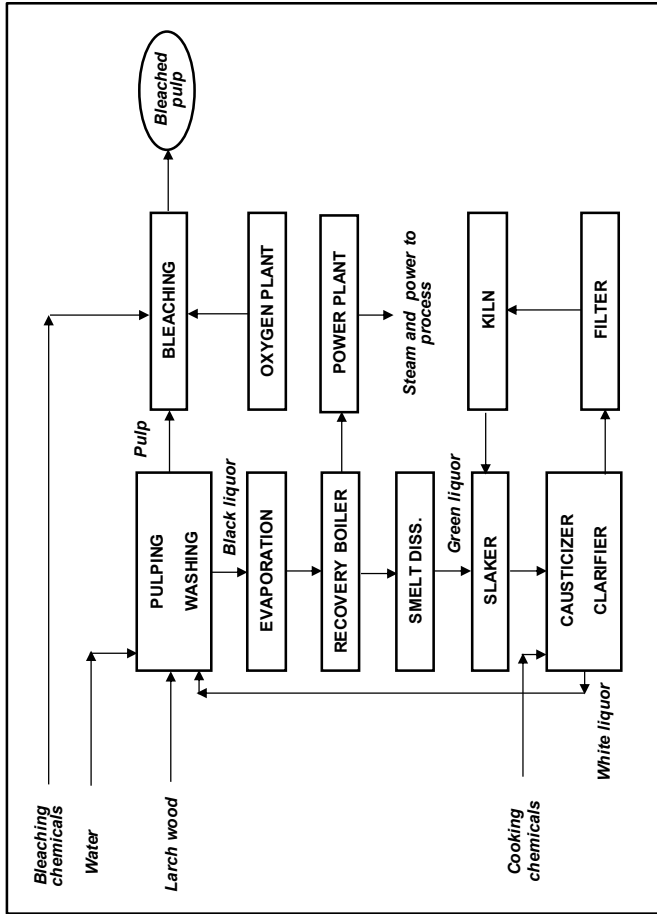 Bleaching
chemicals
Water
Larch wood
Cooking
chemicals
White liquor
PULPING
WASHING
Pulp
BLEACHING
Bleached
pulp
Black liquor
EVAPORATION
OXYGEN PLANT
RECOVERY BOILER
POWER PLANT
Steam and power to
process
SMELT DISS.
Green liquor
SLAKER
KILN
CAUSTICIZER
CLARIFIER
FILTER